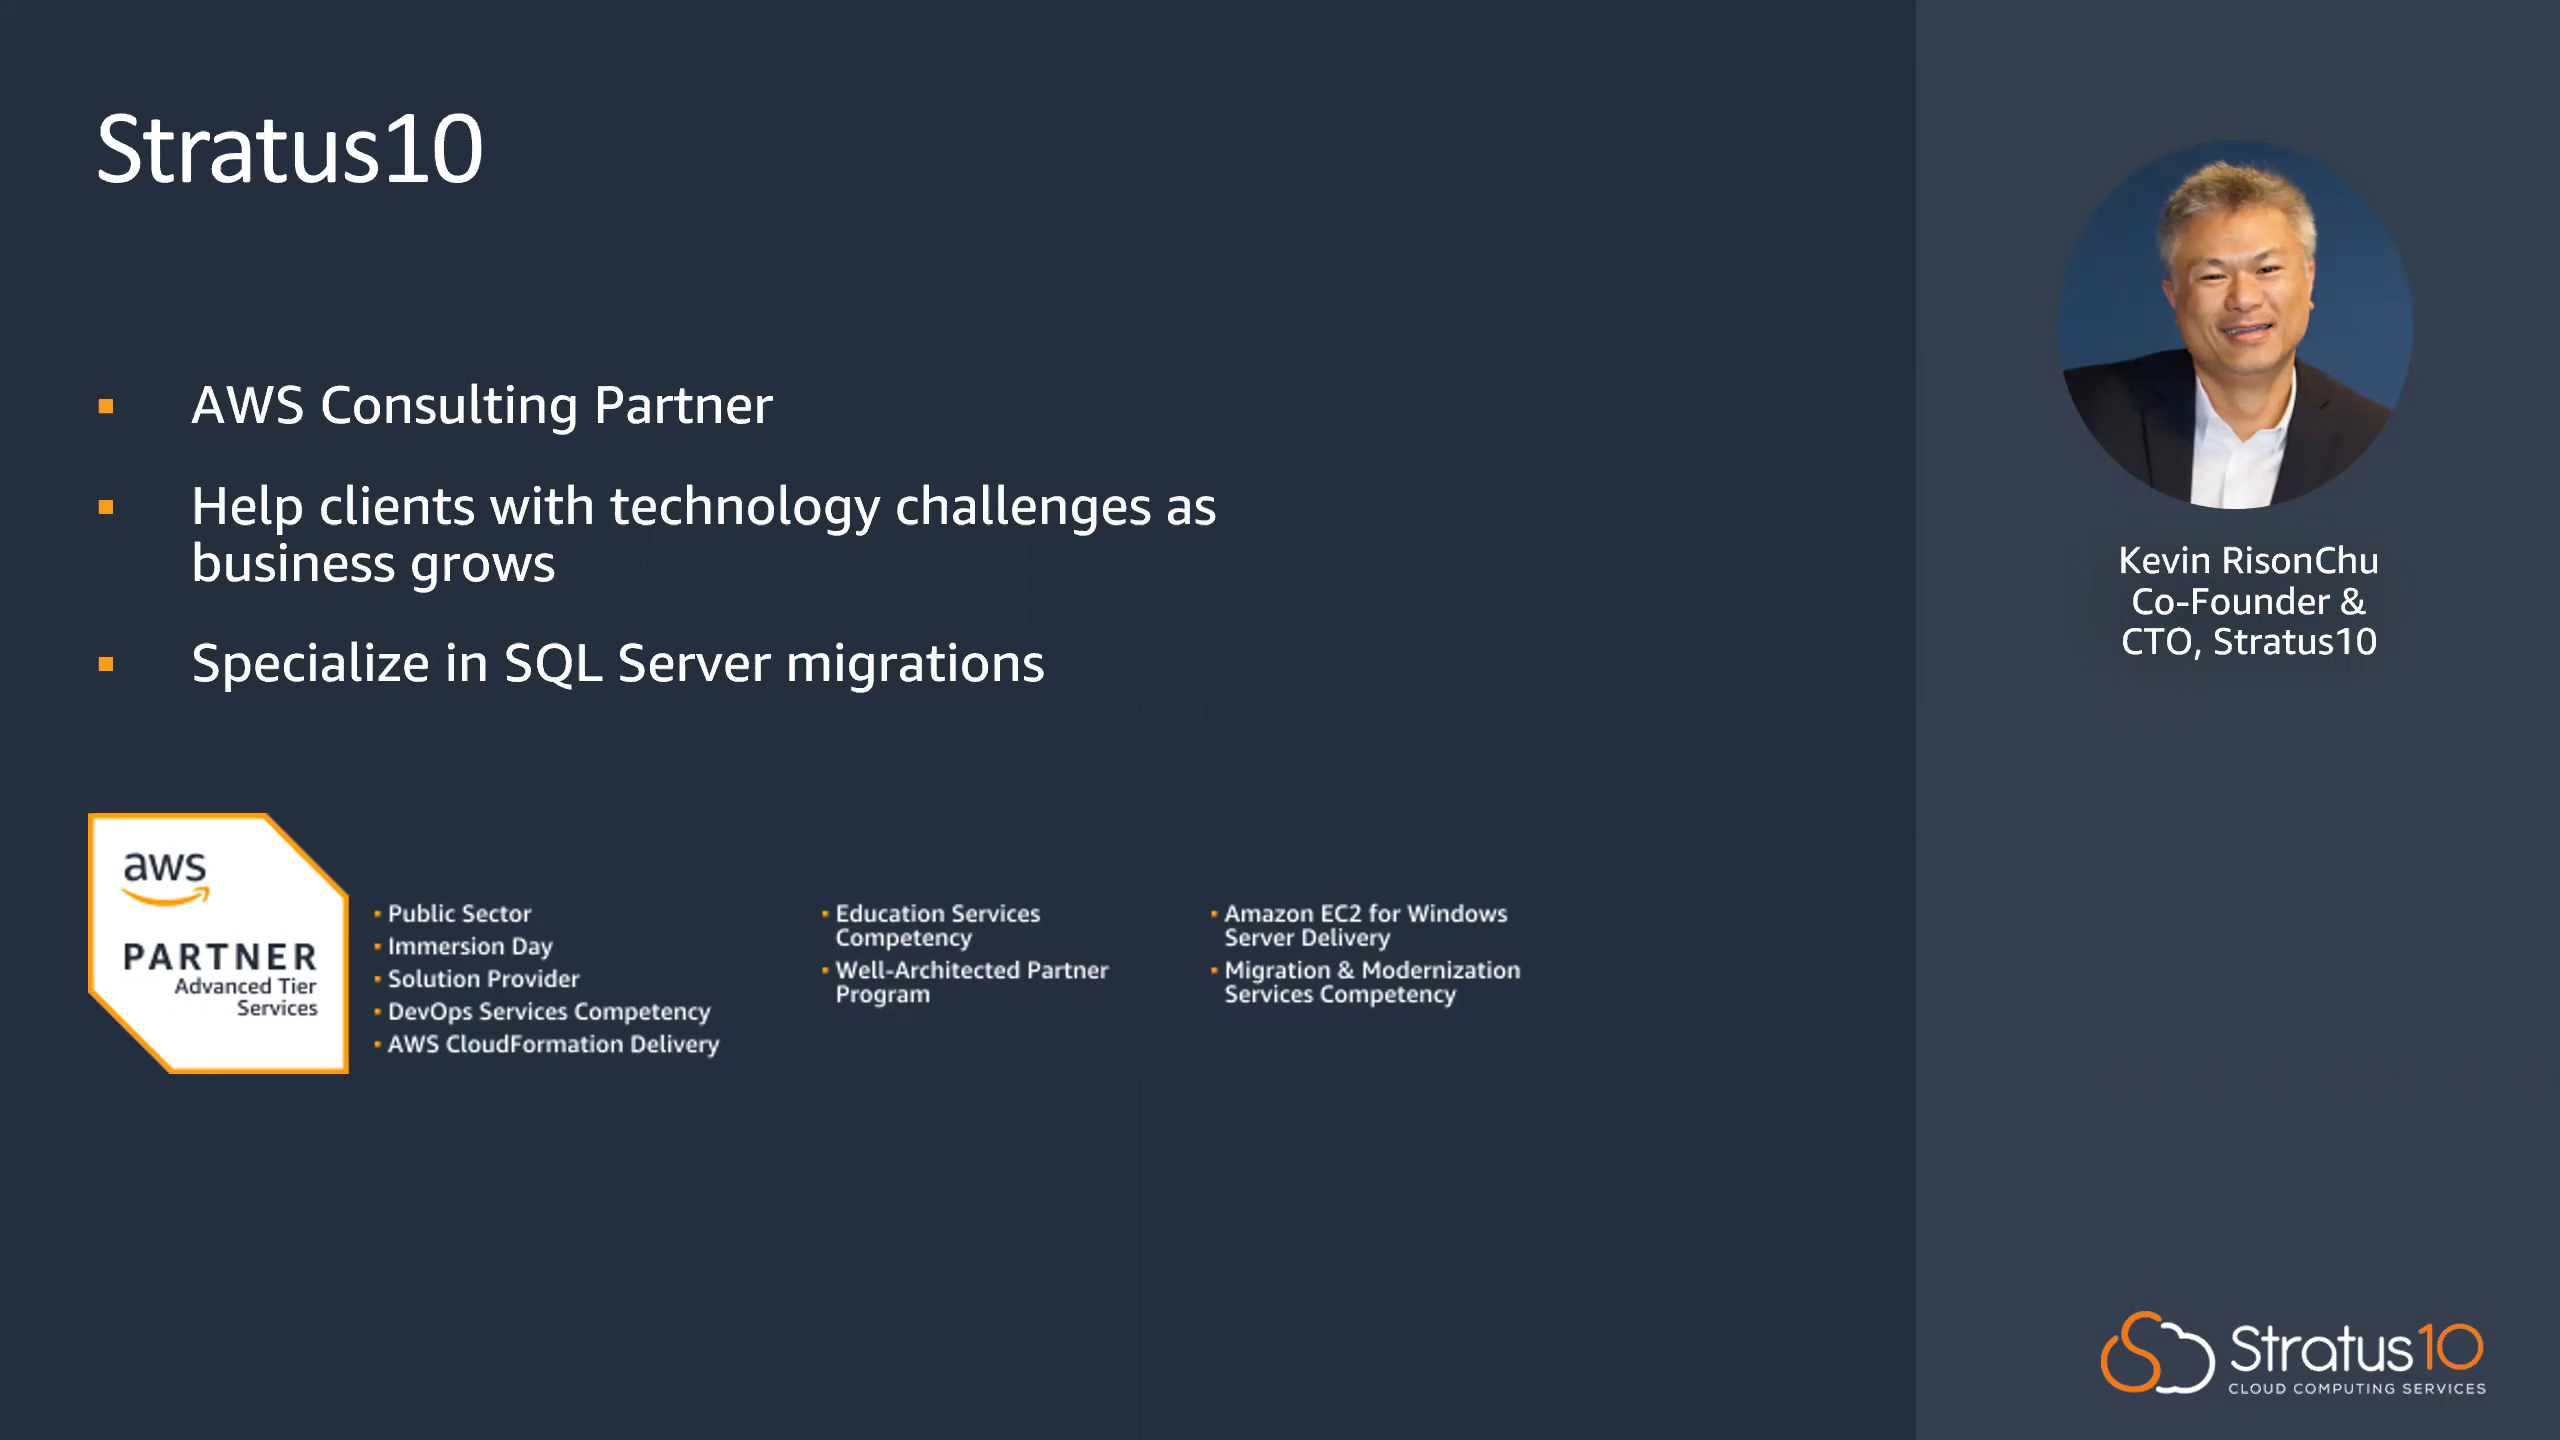 Stratus10
AWS Consulting Partner
Help clients with technology challenges as
business grows
Specialize in SQL Server migrations
aws
PARTNER
Advanced Tier
Services
Public Sector
Immersion Day
Solution Provider
DevOps Services Competency
AWS CloudFormation Delivery
Education Services
Competency
Well-Architected Partner
Program
Amazon EC2 for Windows
Server Delivery
Migration & Modernization
Services Competency
Kevin RisonChu
Co-Founder &
CTO, Stratus10
Stratus10
CLOUD COMPUTING SERVICES